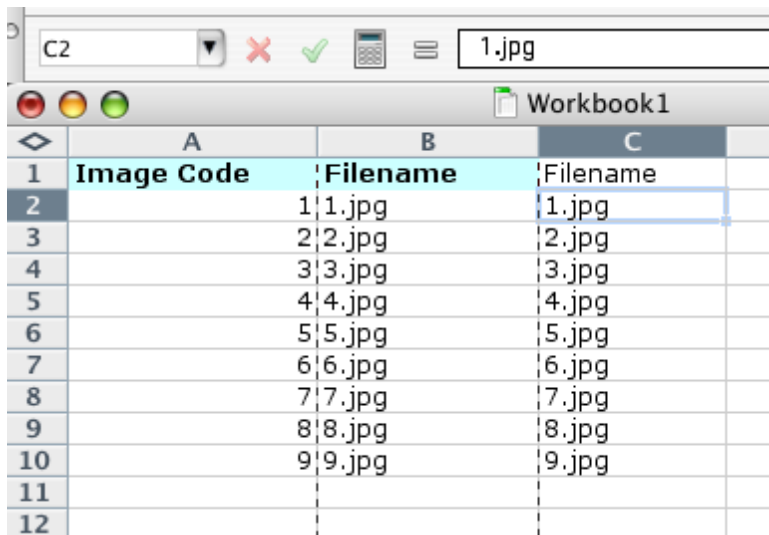 C2 = 1.jpg
Workbook1
A B C
1 Image Code Filename Filename
2 1 1.jpg 1.jpg
3 2 2.jpg 2.jpg
4 3 3.jpg 3.jpg
5 4 4.jpg 4.jpg
6 5 5.jpg 5.jpg
7 6 6.jpg 6.jpg
8 7 7.jpg 7.jpg
9 8 8.jpg 8.jpg
10 9 9.jpg 9.jpg
11
12